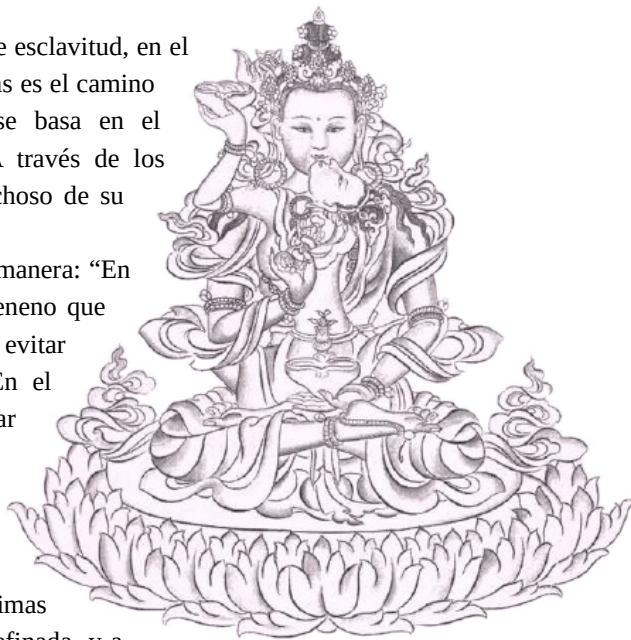 e esclavitud, en el
as es el camino
se basa en el
A través de los
choso de su
manera: “En
eneno que
evitar
En el
ar
imas
efinada, y a